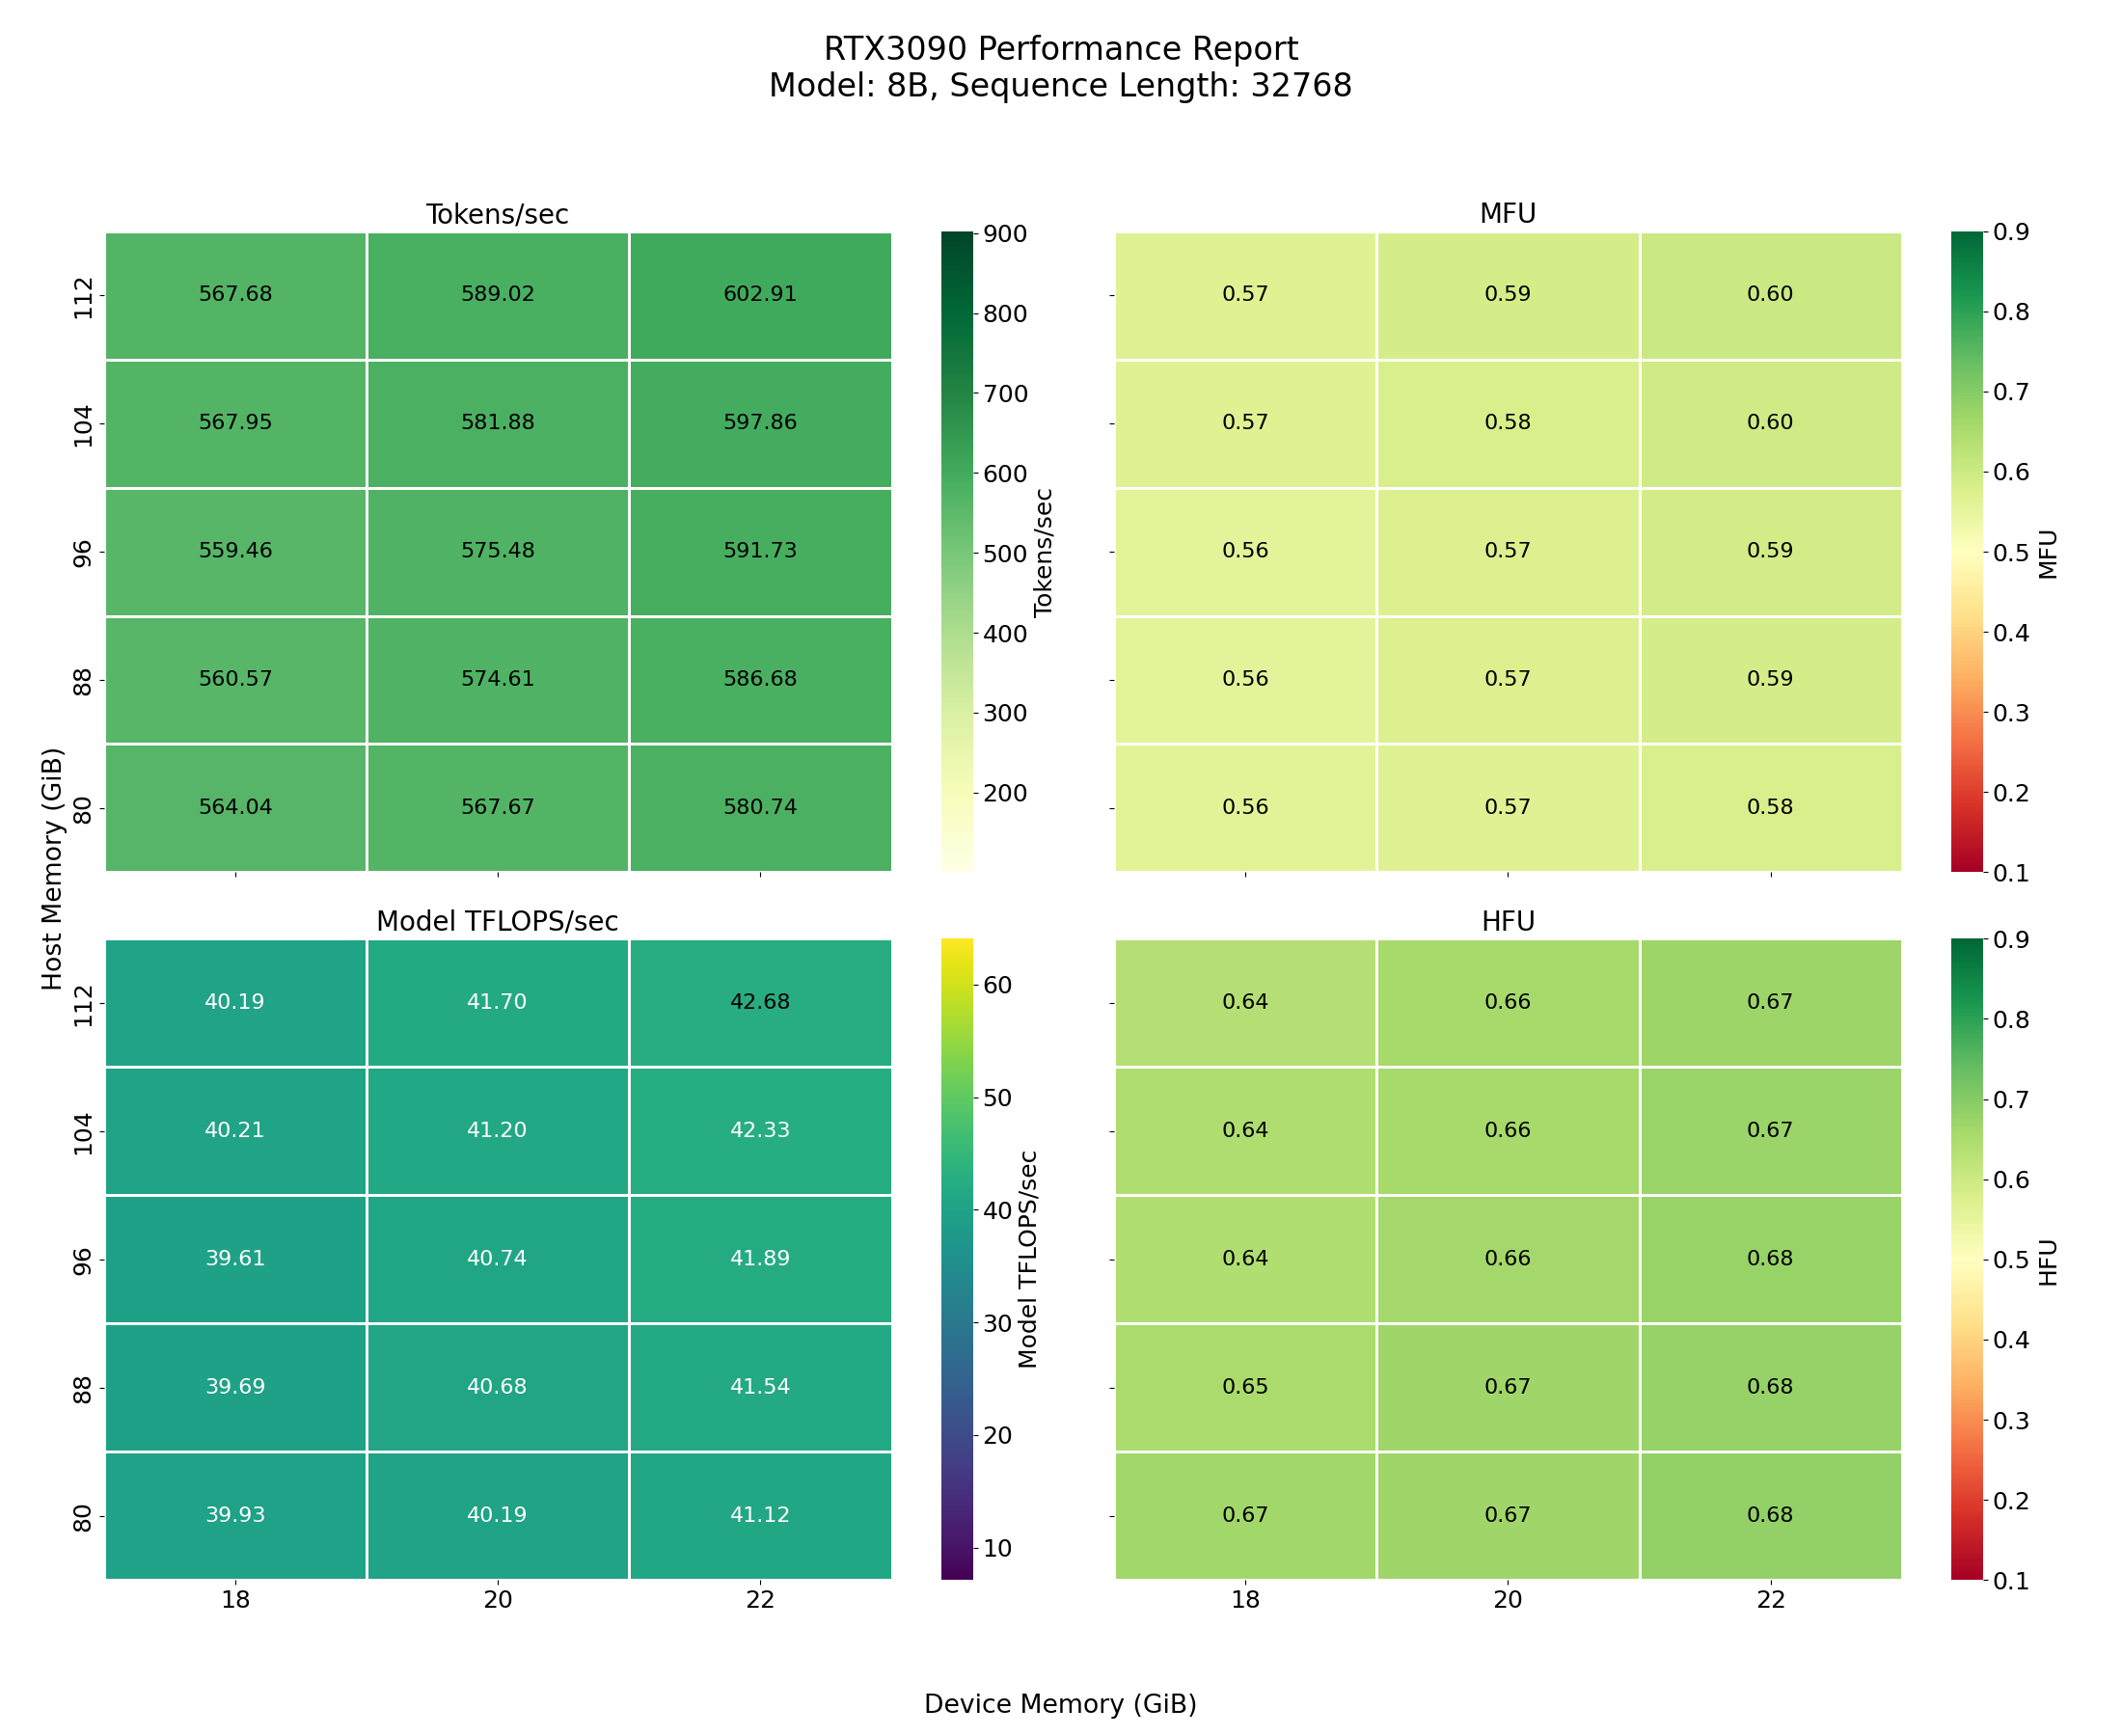 RTX3090 Performance Report
Model: 8B, Sequence Length: 32768
Tokens/sec
112
567.68 589.02 602.91
104
567.95 581.88 597.86
96
559.46 575.48 591.73
88
560.57 574.61 586.68
80
564.04 567.67 580.74
900
800
700
600
500
400
300
200
Tokens/sec
MFU
0.57 0.59 0.60
0.57 0.58 0.60
0.56 0.57 0.59
0.56 0.57 0.59
0.56 0.57 0.58
0.9
0.8
0.7
0.6
0.5
0.4
0.3
0.2
0.1
MFU
Host Memory (GiB)
Model TFLOPS/sec
112
40.19 41.70 42.68
104
40.21 41.20 42.33
96
39.61 40.74 41.89
88
39.69 40.68 41.54
80
39.93 40.19 41.12
18 20 22
60
50
40
30
20
10
Model TFLOPS/sec
HFU
0.64 0.66 0.67
0.64 0.66 0.67
0.64 0.66 0.68
0.65 0.67 0.68
0.67 0.67 0.68
18 20 22
0.9
0.8
0.7
0.6
0.5
0.4
0.3
0.2
0.1
HFU
Device Memory (GiB)